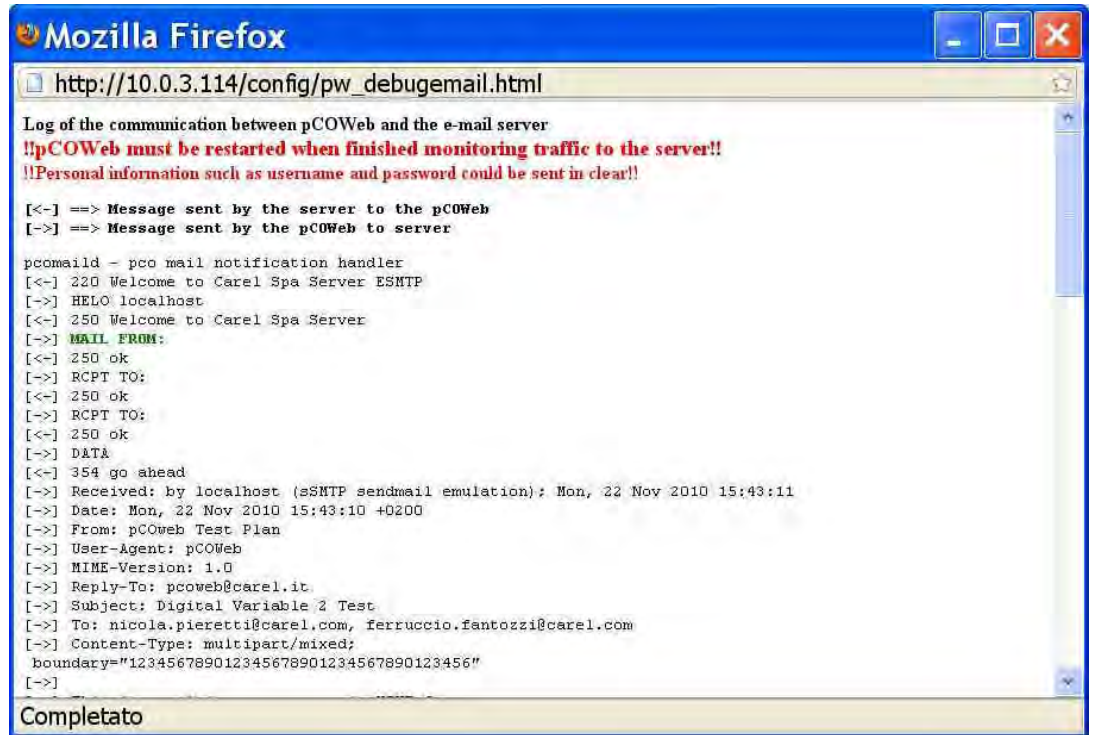 Mozilla Firefox
http://10.0.3.114/config/pw_debugemail.html
Log of the communication between pCOWeb and the e-mail server
!!pCOWeb must be restarted when finished monitoring traffic to the server!!
!!Personal information such as username and password could be sent in clear!!
[<-] ==> Message sent by the server to the pCOWeb
[->] ==> Message sent by the pCOWeb to server
pcomaild - pco mail notification handler
[<-] 220 Welcome to Carel Spa Server ESMTP
[->] HELO localhost
[<-] 250 Welcome to Carel Spa Server
[->] MAIL FROM:
[<-] 250 ok
[->] RCPT TO:
[<-] 250 ok
[->] RCPT TO:
[<-] 250 ok
[->] DATA
[<-] 354 go ahead
[->] Received: by localhost (sSMTP sendmail emulation); Mon, 22 Nov 2010 15:43:11
[->] Date: Mon, 22 Nov 2010 15:43:10 +0200
[->] From: pCOweb Test Plan
[->] User-Agent: pCOWeb
[->] MIME-Version: 1.0
[->] Reply-To: pcoweb@carel.it
[->] Subject: Digital Variable 2 Test
[->] To: nicola.pieretti@carel.com, ferruccio.fantozzi@carel.com
[->] Content-Type: multipart/mixed;
boundary="123456789012345678901234567890123456"
[->]
Completato